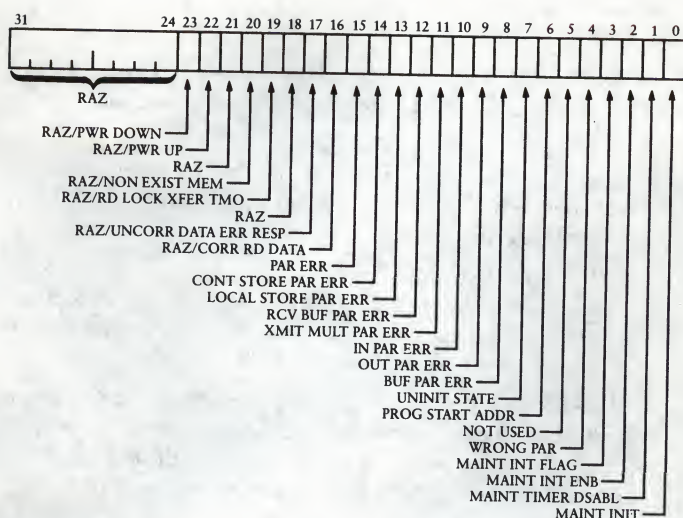 31 24 23 22 21 20 19 18 17 16 15 14 13 12 11 10 9 8 7 6 5 4 3 2 1 0
RAZ
RAZ/PWR DOWN
RAZ/PWR UP
RAZ
RAZ/NON EXIST MEM
RAZ/RD LOCK XFER TMO
RAZ
RAZ/UNCORR DATA ERR RESP
RAZ/CORR RD DATA
PAR ERR
CONT STORE PAR ERR
LOCAL STORE PAR ERR
RCV BUF PAR ERR
XMIT MULT PAR ERR
IN PAR ERR
OUT PAR ERR
BUF PAR ERR
UNINIT STATE
PROG START ADDR
NOT USED
WRONG PAR
MAINT INT FLAG
MAINT INT ENB
MAINT TIMER DSABL
MAINT INIT